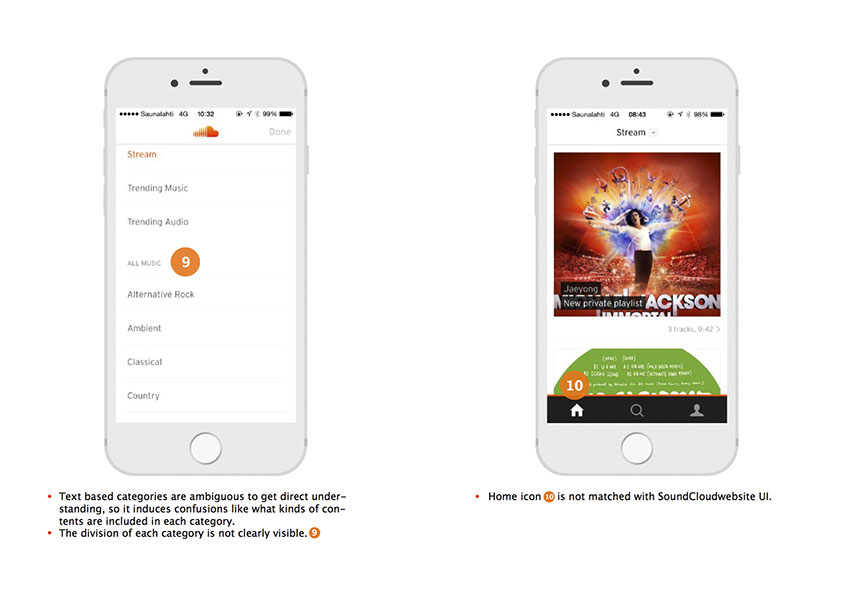 Saunalahti 4G 10:32 99%
Done
Stream
Trending Music
Trending Audio
ALL MUSIC 9
Alternative Rock
Ambient
Classical
Country
• Text based categories are ambiguous to get direct under-
standing, so it induces confusions like what kinds of con-
tents are included in each category.
• The division of each category is not clearly visible. 9
Saunalahti 4G 08:43 98%
Stream
Jaeyong
JACKSON
New private playlist
IMMORTAL
3 tracks, 9:42 >
10
• Home icon 10 is not matched with SoundCloudwebsite UI.